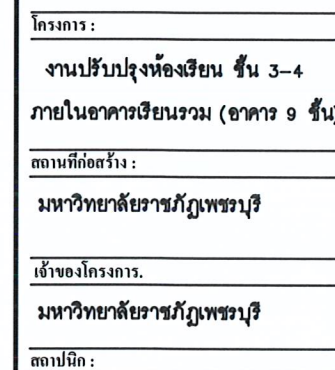 โครงการ :
งานปรับปรุงห้องเรียน ชั้น 3-4
ภายในอาคารเรียนรวม (อาคาร 9 ชั้น)
สถานที่ก่อสร้าง :
มหาวิทยาลัยราชภัฏเพชรบุรี
เจ้าของโครงการ.
มหาวิทยาลัยราชภัฏเพชรบุรี
สถาปนิก :